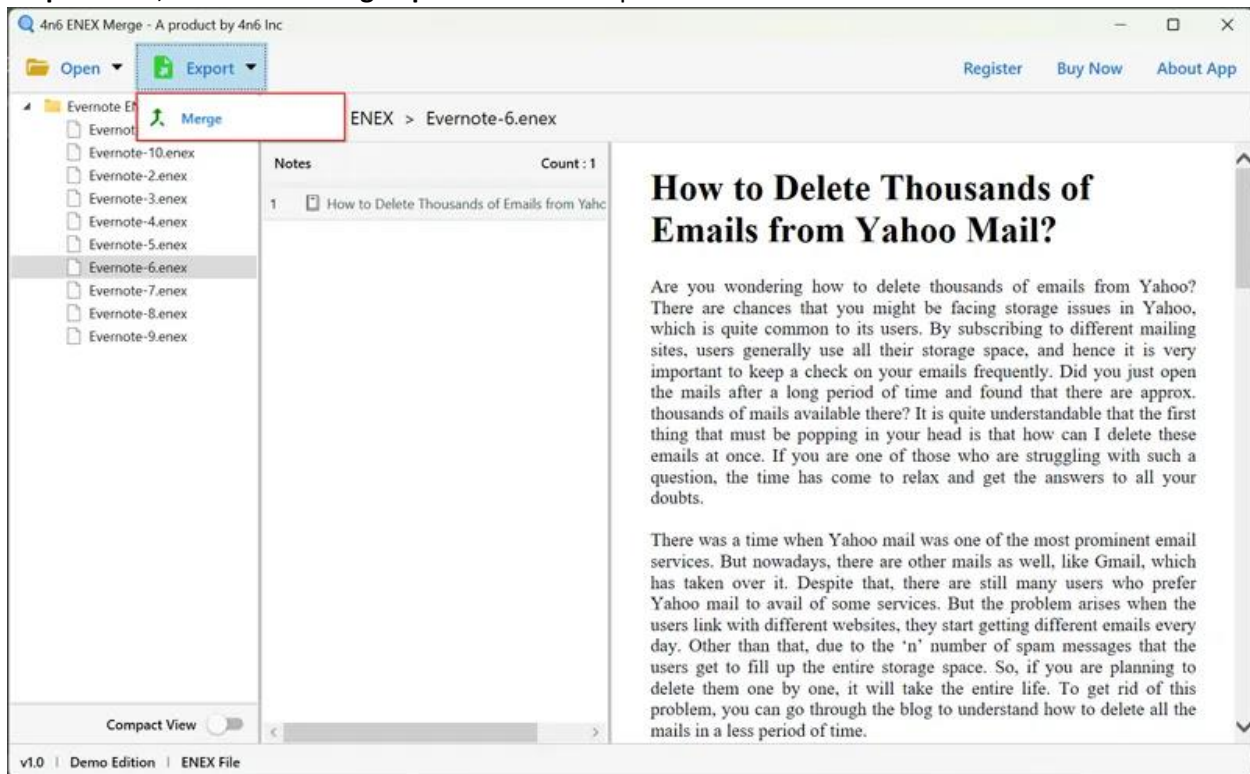 4n6 ENEX Merge - A product by 4n6 Inc
Open
Export
Register
Buy Now
About App
Merge
Evernote
Evernote-10.enex
Evernote-2.enex
Evernote-3.enex
Evernote-4.enex
Evernote-5.enex
Evernote-6.enex
Evernote-7.enex
Evernote-8.enex
Evernote-9.enex
Compact View
ENEX > Evernote-6.enex
Notes Count : 1
1 How to Delete Thousands of Emails from
How to Delete Thousands of
Emails from Yahoo Mail?
Are you wondering how to delete thousands of emails from Yahoo?
There are chances that you might be facing storage issues in Yahoo,
which is quite common to its users. By subscribing to different mailing
sites, users generally use all their storage space, and hence it is very
important to keep a check on your emails frequently. Did you just open
the mails after a long period of time and found that there are approx.
thousands of mails available there? It is quite understandable that the first
thing that must be popping in your head is that how can I delete these
emails at once. If you are one of those who are struggling with such a
question, the time has come to relax and get the answers to all your
doubts.
There was a time when Yahoo mail was one of the most prominent email
services. But nowadays, there are other mails as well, like Gmail, which
has taken over it. Despite that, there are still many users who prefer
Yahoo mail to avail of some services. But the problem arises when the
users link with different websites, they start getting different emails every
day. Other than that, due to the ‘n’ number of spam messages that the
users get to fill up the entire storage space. So, if you are planning to
delete them one by one, it will take the entire life. To get rid of this
problem, you can go through the blog to understand how to delete all the
mails in a less period of time.
v1.0 | Demo Edition | ENEX File